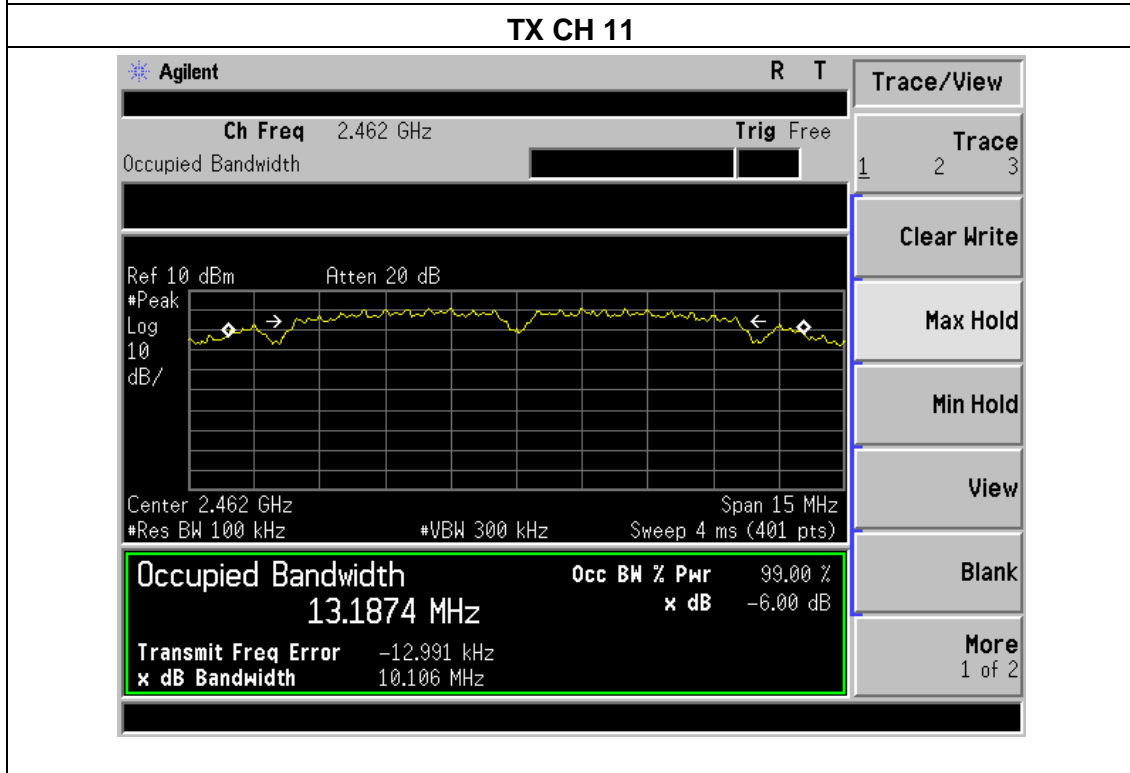 TX CH 11
Agilent R T
Trace/View
Ch Freq 2.462 GHz Trig Free
Occupied Bandwidth
Trace
1 2 3
Clear Write
Ref 10 dBm Atten 20 dB
#Peak
Log
10
dB/
Max Hold
Min Hold
View
Center 2.462 GHz Span 15 MHz
#Res BW 100 kHz #VBW 300 kHz Sweep 4 ms (401 pts)
Occupied Bandwidth Occ BW % Pwr 99.00 %
13.1874 MHz x dB -6.00 dB
Blank
Transmit Freq Error -12.991 kHz
x dB Bandwidth 10.106 MHz
More
1 of 2